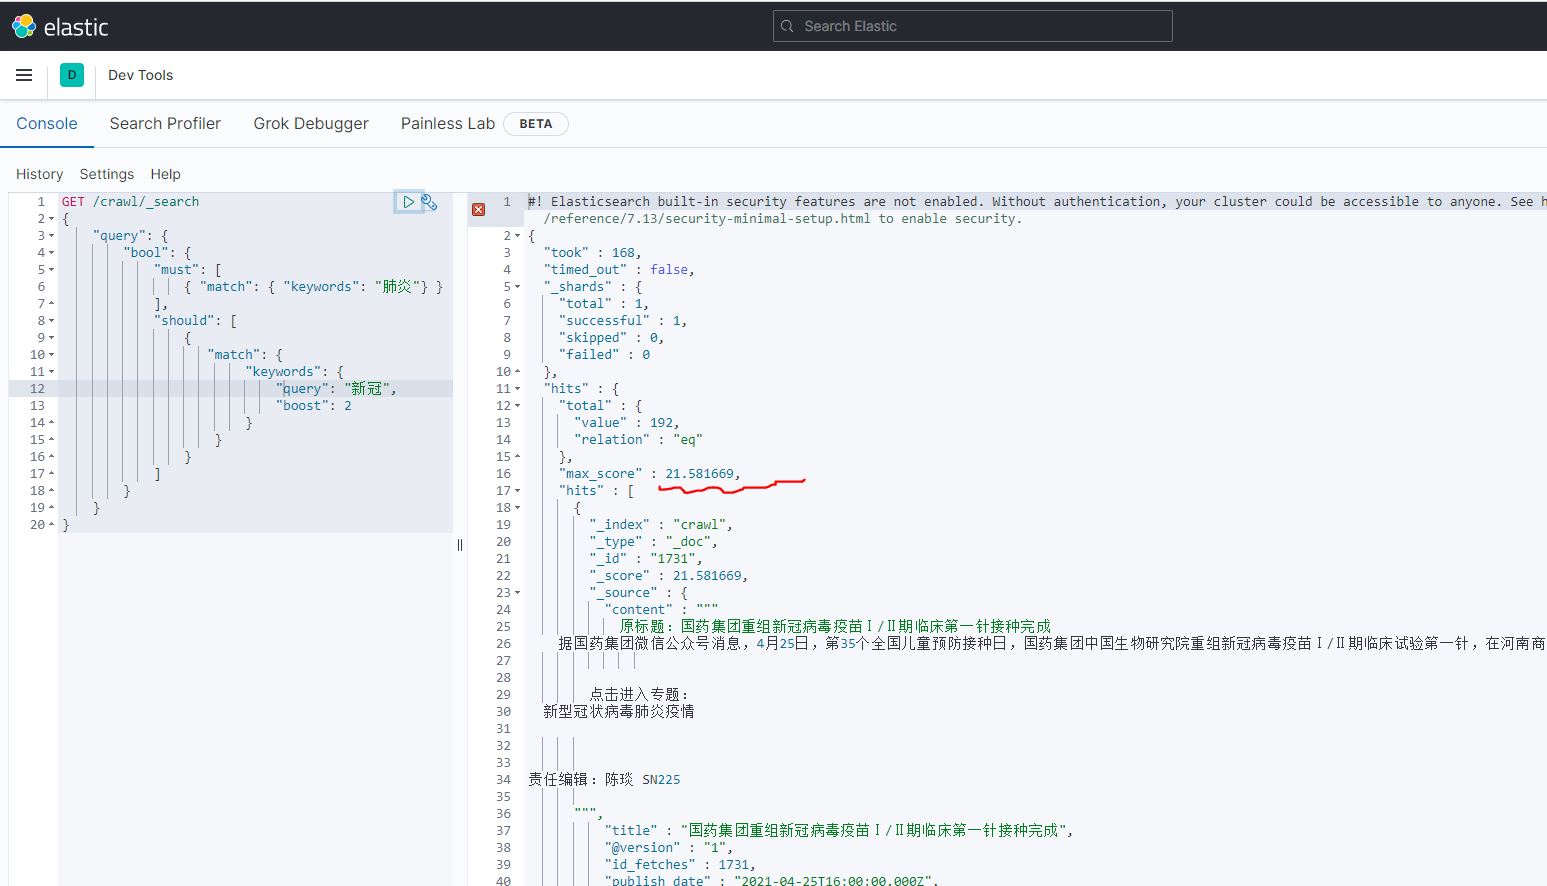 elastic
Search Elastic
D
Dev Tools
Console
Search Profiler
Grok Debugger
Painless Lab
BETA
History
Settings
Help
1 GET /crawl/_search
2 {
3 "query": {
4 "bool": {
5 "must": [
6 { "match": { "keywords": "肺炎"} }
7 ],
8 "should": [
9 {
10 "match": {
11 "keywords": {
12 "query": "新冠",
13 "boost": 2
14 }
15 }
16 }
17 ]
18 }
19 }
20 }
1 #! Elasticsearch built-in security features are not enabled. Without authentication, your cluster could be accessible to anyone. See h
/reference/7.13/security-minimal-setup.html to enable security.
2 {
3 "took" : 168,
4 "timed_out" : false,
5 "_shards" : {
6 "total" : 1,
7 "successful" : 1,
8 "skipped" : 0,
9 "failed" : 0
10 },
11 "hits" : {
12 "total" : {
13 "value" : 192,
14 "relation" : "eq"
15 },
16 "max_score" : 21.581669,
17 "hits" : [
18 {
19 "_index" : "crawl",
20 "_type" : "_doc",
21 "_id" : "1731",
22 "_score" : 21.581669,
23 "_source" : {
24 "content" : """
25 原标题：国药集团重组新冠病毒疫苗Ⅰ/Ⅱ期临床第一针接种完成
26 据国药集团微信公众号消息，4月25日，第35个全国儿童预防接种日，国药集团中国生物研究院重组新冠病毒疫苗Ⅰ/Ⅱ期临床试验第一针，在河南商
27
28
29 点击进入专题：
30 新型冠状病毒肺炎疫情
31
32
33
34 责任编辑：陈琰 SN225
35
36 """,
37 "title" : "国药集团重组新冠病毒疫苗Ⅰ/Ⅱ期临床第一针接种完成",
38 "@version" : "1",
39 "id_fetches" : 1731,
40 "publish_date" : "2021-04-25T16:00:00.000Z",